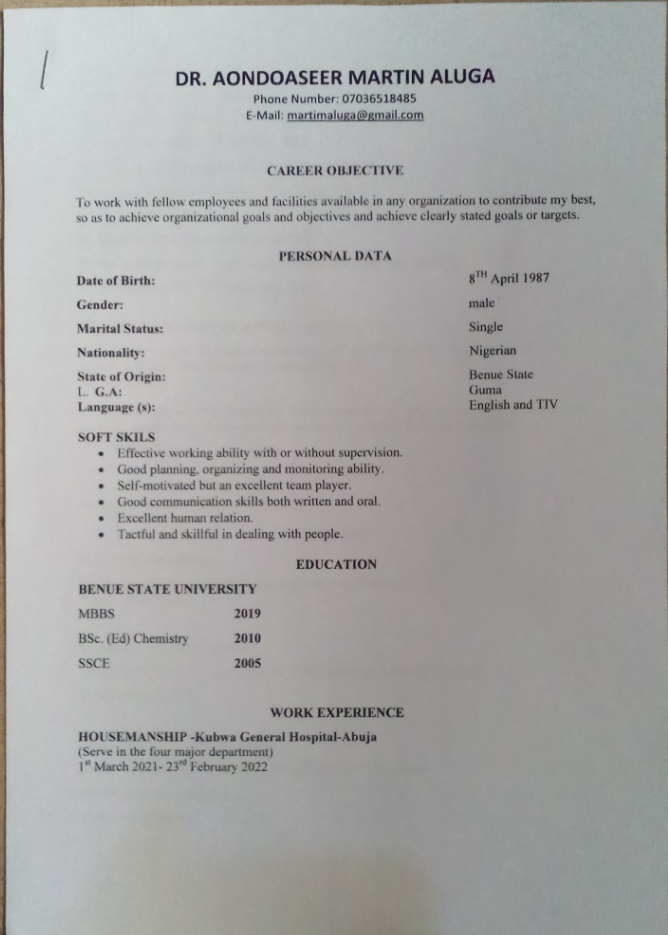 DR. AONDOASEER MARTIN ALUGA
Phone Number: 07036518485
E-Mail: martimaluga@gmail.com
CAREER OBJECTIVE
To work with fellow employees and facilities available in any organization to contribute my best,
so as to achieve organizational goals and objectives and achieve clearly stated goals or targets.
PERSONAL DATA
Date of Birth: 8TH April 1987
Gender: male
Marital Status: Single
Nationality: Nigerian
State of Origin: Benue State
L. G.A: Guma
Language (s): English and TIV
SOFT SKILS
• Effective working ability with or without supervision.
• Good planning, organizing and monitoring ability.
• Self-motivated but an excellent team player.
• Good communication skills both written and oral.
• Excellent human relation.
• Tactful and skillful in dealing with people.
EDUCATION
BENUE STATE UNIVERSITY
MBBS 2019
BSc. (Ed) Chemistry 2010
SSCE 2005
WORK EXPERIENCE
HOUSEMANSHIP -Kubwa General Hospital-Abuja
(Serve in the four major department)
1st March 2021- 23rd February 2022